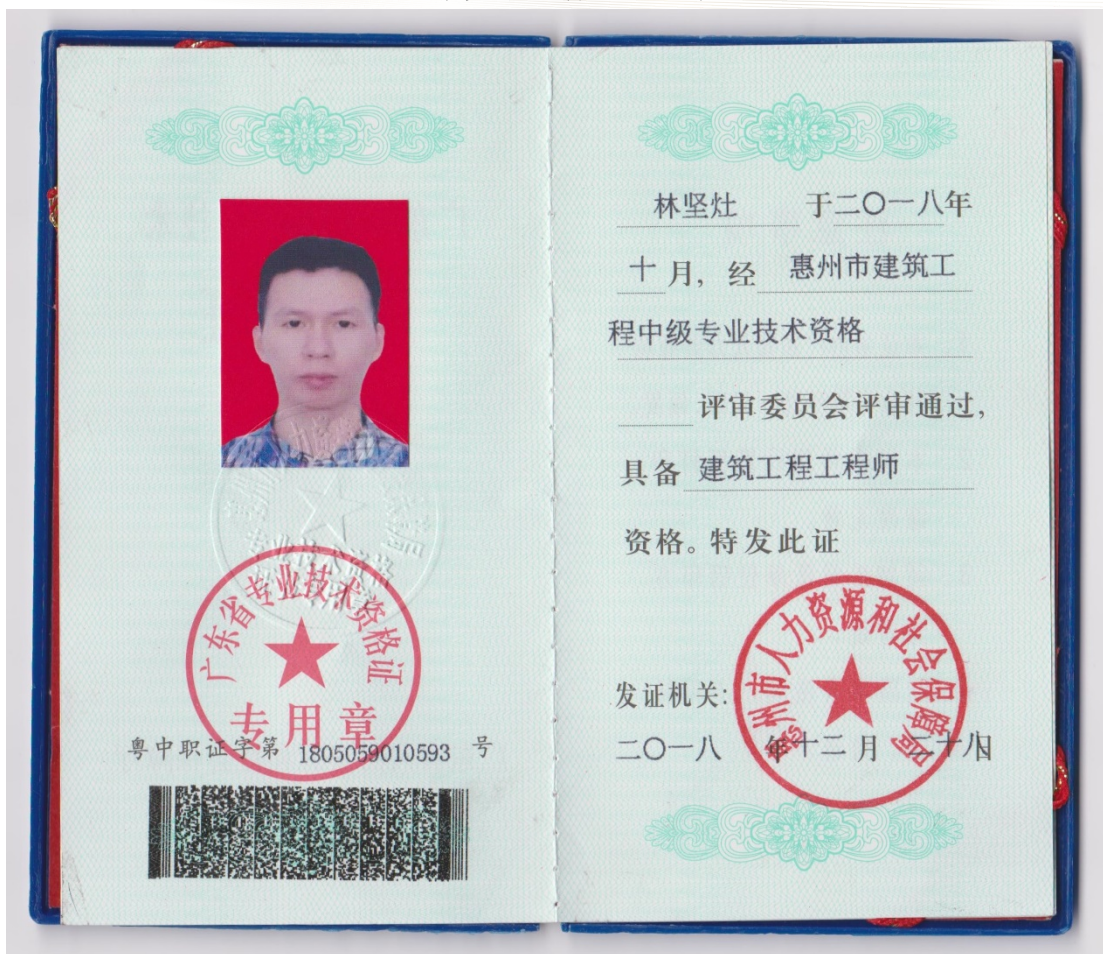 广东省专业技术资格证
专用章
粤中职证字第 1805059010593 号
林坚灶 于二〇一八年
十月，经 惠州市建筑工
程中级专业技术资格
评审委员会评审通过，
具备 建筑工程工程师
资格。特发此证
惠州市人力资源和社会保障局
发证机关:
二〇一八 年十二月 二十八日